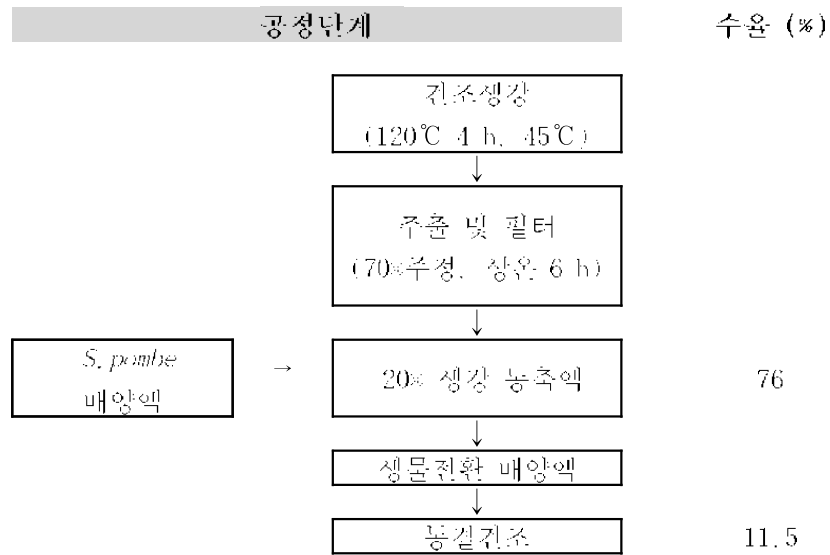 공정단계 수율 (%)
건조생강
(120℃ 4 h, 45℃)
↓
추출 및 필터
(70%주정, 상온 6 h)
↓
S. pombe
배양액
→
20% 생강 농축액 76
↓
생물전환 배양액
↓
동결건조 11.5